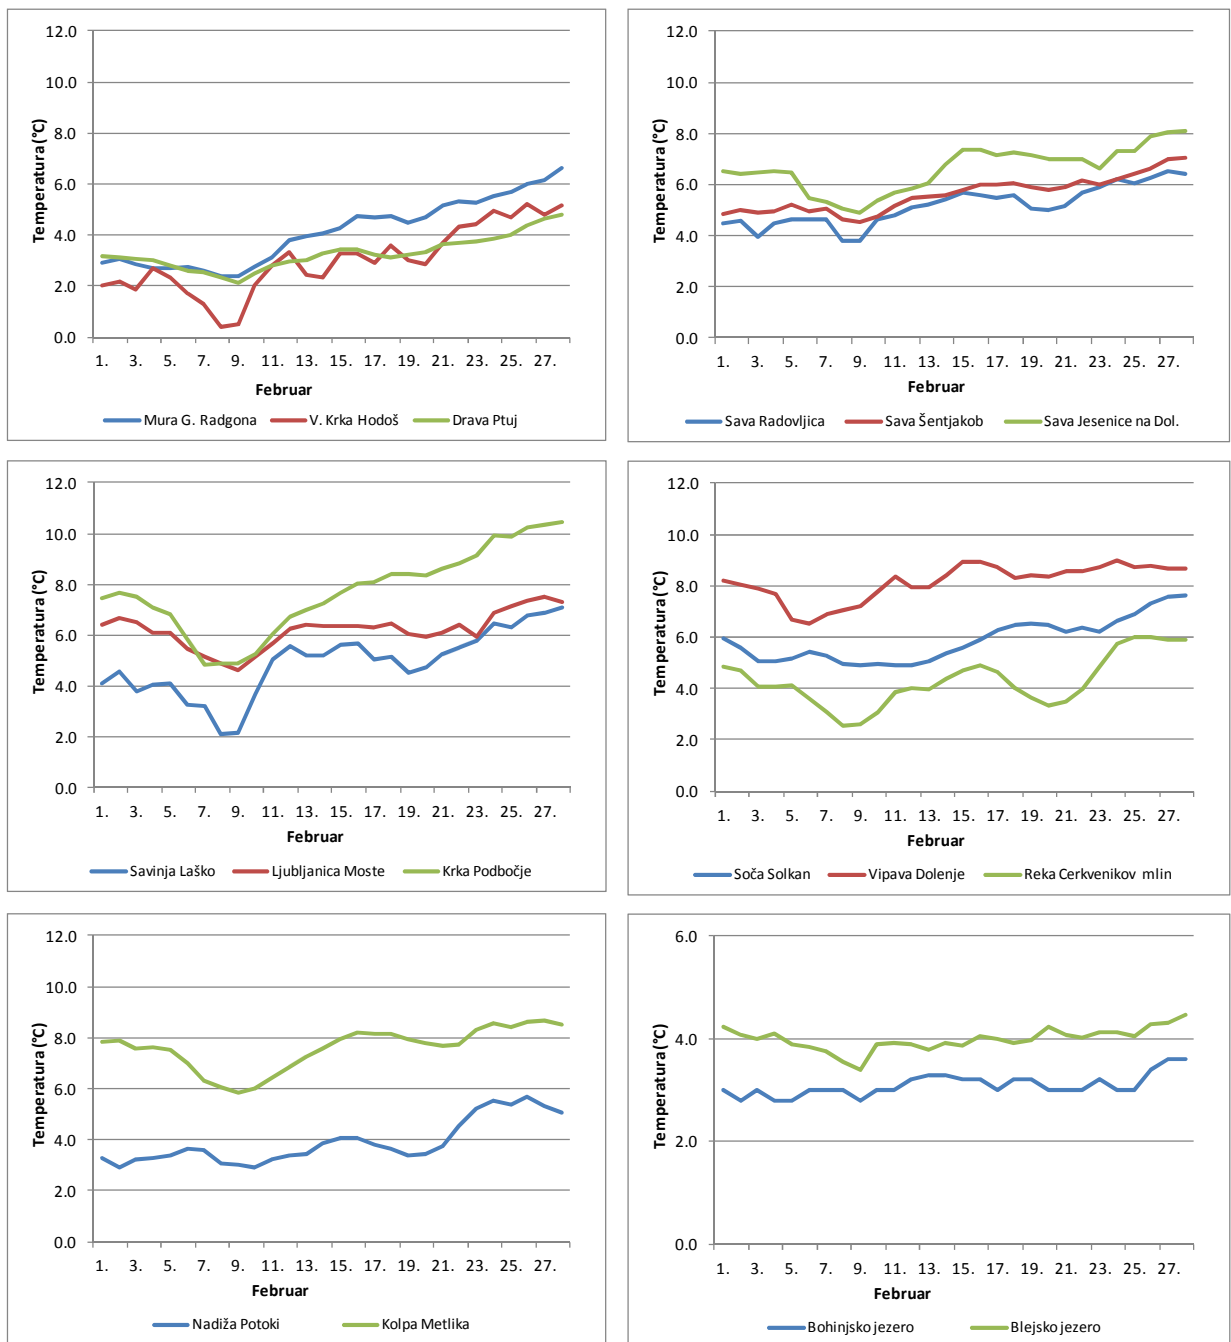 12.0
10.0
8.0
6.0
4.0
2.0
0.0
Temperatura (°C)
1. 3. 5. 7. 9. 11. 13. 15. 17. 19. 21. 23. 25. 27.
Februar
Mura G. Radgona V. Krka Hodoš Drava Ptuj
12.0
10.0
8.0
6.0
4.0
2.0
0.0
Temperatura (°C)
1. 3. 5. 7. 9. 11. 13. 15. 17. 19. 21. 23. 25. 27.
Februar
Sava Radovljica Sava Šentjakob Sava Jesenice na Dol.
12.0
10.0
8.0
6.0
4.0
2.0
0.0
Temperatura (°C)
1. 3. 5. 7. 9. 11. 13. 15. 17. 19. 21. 23. 25. 27.
Februar
Savinja Laško Ljubljanica Moste Krka Podbočje
12.0
10.0
8.0
6.0
4.0
2.0
0.0
Temperatura (°C)
1. 3. 5. 7. 9. 11. 13. 15. 17. 19. 21. 23. 25. 27.
Februar
Soča Solkan Vipava Dolenje Reka Cerkvenikov mlin
12.0
10.0
8.0
6.0
4.0
2.0
0.0
Temperatura (°C)
1. 3. 5. 7. 9. 11. 13. 15. 17. 19. 21. 23. 25. 27.
Februar
Nadiža Potoki Kolpa Metlika
6.0
4.0
2.0
0.0
Temperatura (°C)
1. 3. 5. 7. 9. 11. 13. 15. 17. 19. 21. 23. 25. 27.
Februar
Bohinjsko jezero Blejsko jezero